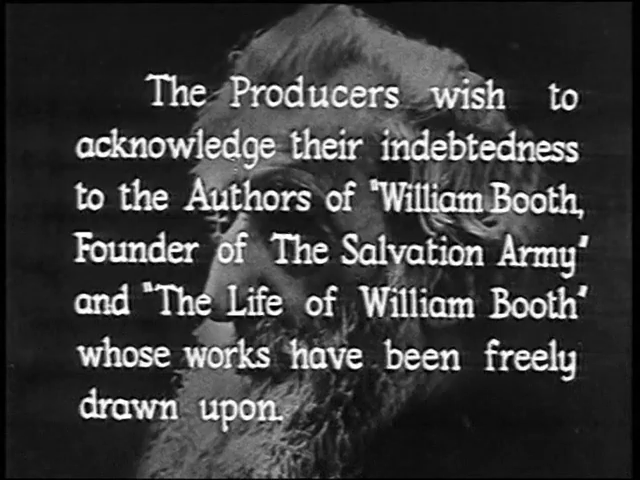 The Producers wish to
acknowledge their indebtedness
to the Authors of "William Booth,
Founder of The Salvation Army"
and "The Life of William Booth"
whose works have been freely
drawn upon.